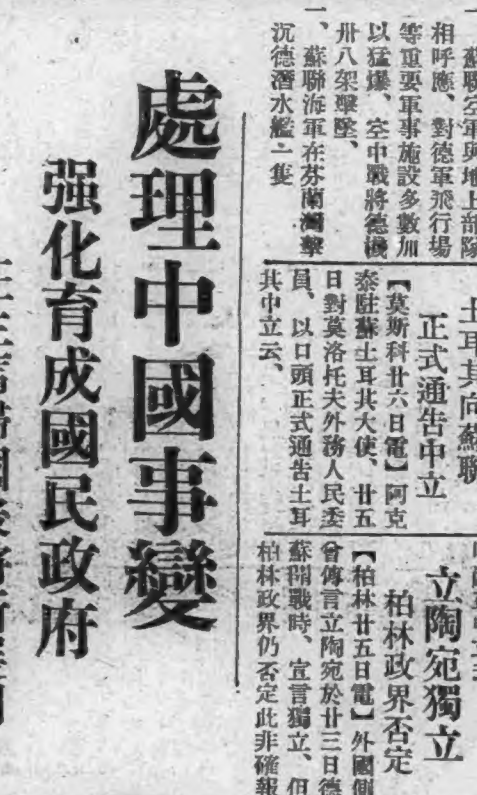 一、蘇聯空軍與地上部隊
相呼應、對德軍飛行場
等重要軍事施設多數加
以猛爆、空中戰將德機
卅八架擊墜、
一、蘇聯海軍在芬蘭灣擊
沉德潛水艦一隻
土耳其向蘇聯
正式通告中立
【莫斯科廿六日電】阿克
泰駐蘇土耳其大使、廿五
日對莫洛托夫外務人民委
員、以口頭正式通告土耳
其中立云、
立陶宛獨立
柏林政界否定
【柏林廿五日電】外國側
會傳言立陶宛於廿三日德
蘇開戰時、宣言獨立、但
柏林政界仍否定此非確報
處理中國事變
强化育成國民政府